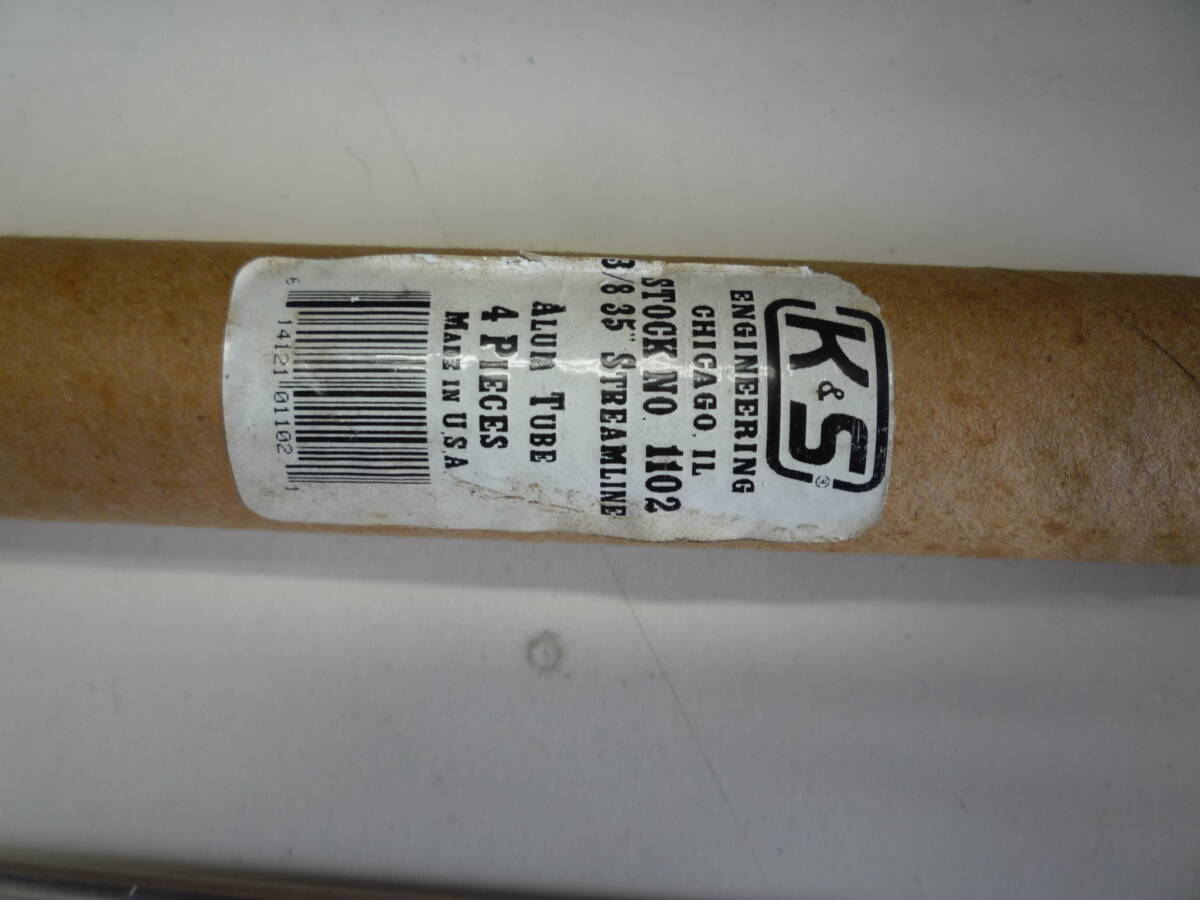 K&S®
ENGINEERING
CHICAGO, IL
STOCK NO. 1102
3/8 35" STREAMLINE
ALUM TUBE
4 PIECES
MADE IN U.S.A.
6 14121 01102 1